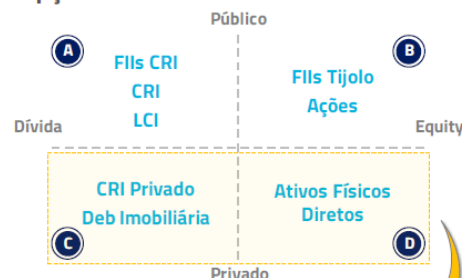 Público
A
B
FIIs CRI
CRI
LCI
FIIs Tijolo
Ações
Dívida
Equity
CRI Privado
Deb Imobiliária
Ativos Físicos
Diretos
C
D
Privado